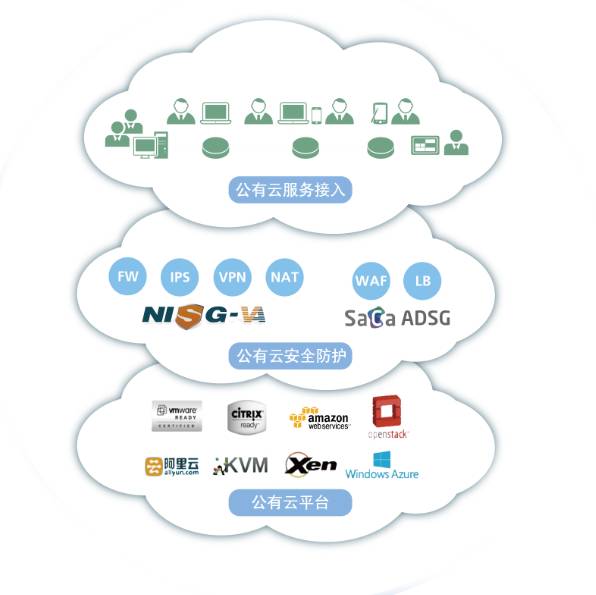 公有云服务接入
FW
IPS
VPN
NAT
WAF
LB
NISG-VA
SaCa ADSG
公有云安全防护
vmware
READY
CERTIFIED
CITRIX
ready
amazon
webservices
openstack
阿里云
aliyun.com
KVM
Xen
Windows Azure
公有云平台